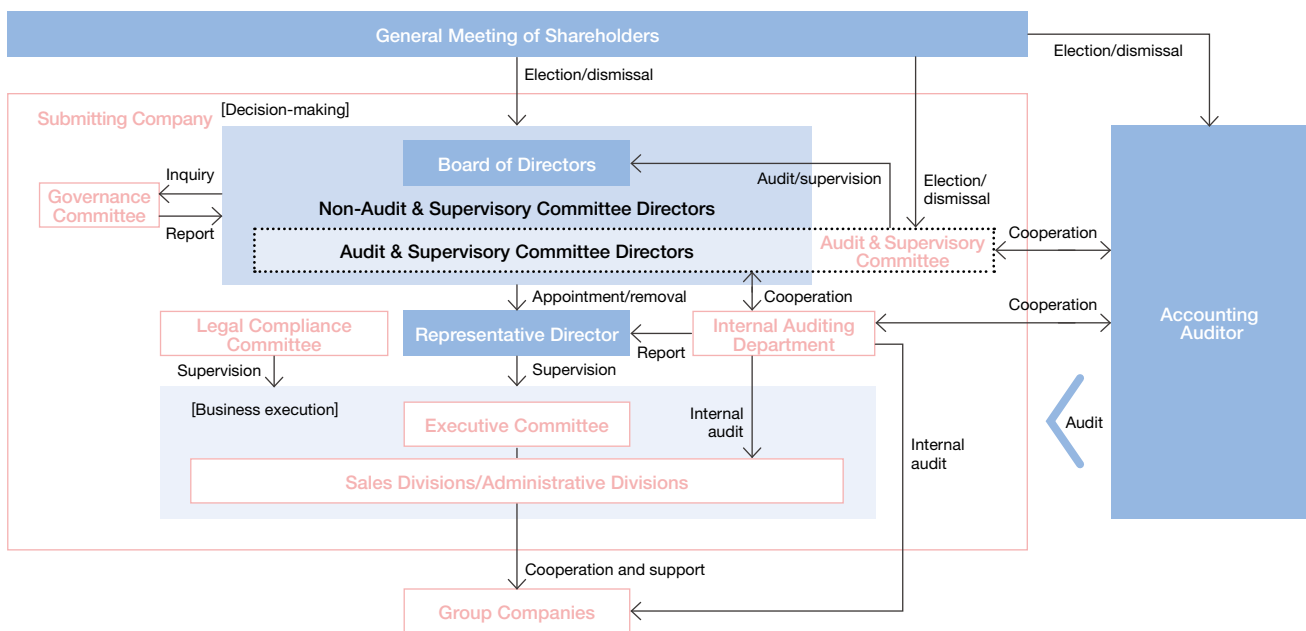 General Meeting of Shareholders
Election/dismissal
Election/dismissal
[Decision-making]
Submitting Company
Board of Directors
Audit/supervision
Election/
dismissal
Inquiry
Governance
Committee
Report
Non-Audit & Supervisory Committee Directors
Audit & Supervisory Committee Directors
Audit & Supervisory
Committee
Cooperation
Appointment/removal
Cooperation
Cooperation
Legal Compliance
Committee
Representative Director
Report
Internal Auditing
Department
Accounting
Auditor
Supervision
Supervision
[Business execution]
Executive Committee
Internal
audit
Internal
audit
Audit
Sales Divisions/Administrative Divisions
Cooperation and support
Group Companies